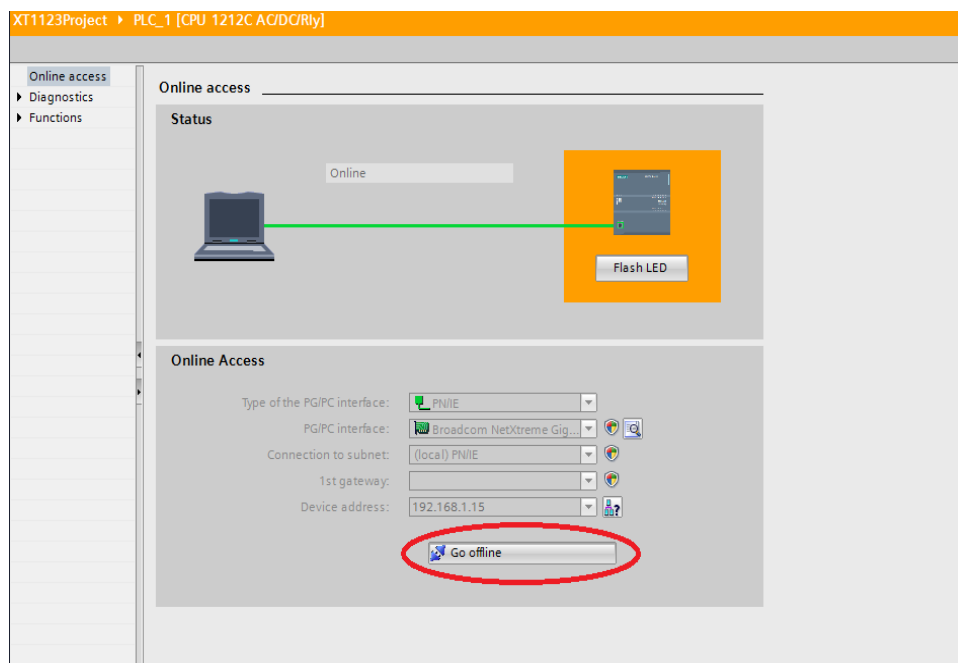 XT1123Project ▸ PLC_1 [CPU 1212C AC/DC/Rly]
Online access
Diagnostics
Functions
Online access
Status
Online
Flash LED
Online Access
Type of the PG/PC interface: PN/IE
PG/PC interface: Broadcom NetXtreme Gig...
Connection to subnet: (local) PN/IE
1st gateway:
Device address: 192.168.1.15
Go offline